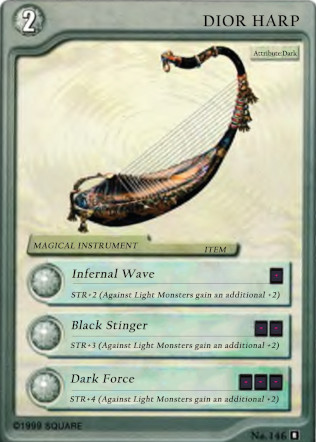 2
DIOR HARP
Attribute:Dark
MAGICAL INSTRUMENT
ITEM
Infernal Wave
STR+2 (Against Light Monsters gain an additional +2)
Black Stinger
STR+3 (Against Light Monsters gain an additional +2)
Dark Force
STR+4 (Against Light Monsters gain an additional +2)
©1999 SQUARE
No.146